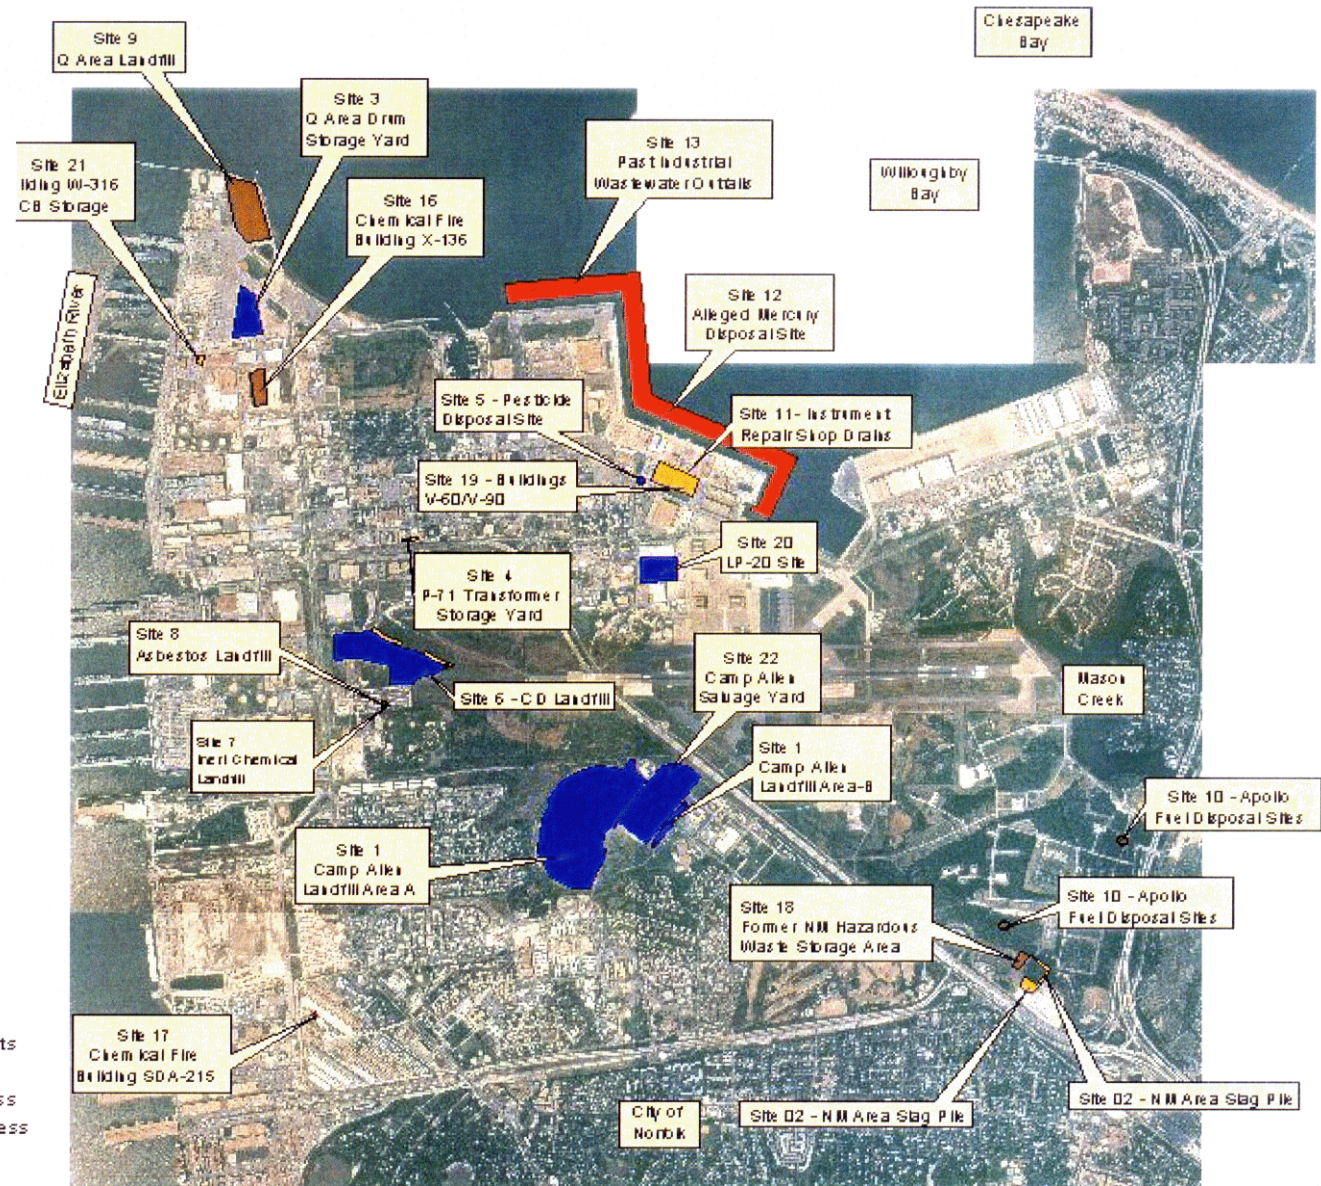 Chesapeake
Bay
Site 9
Q Area Landfill
Site 3
Q Area Drum
Storage Yard
Site 13
Past Industrial
Wastewater Outfalls
Site 21
ilding W-316
CB Storage
Willoughby
Bay
Site 16
Chemical Fire
Building X-136
Elizabeth River
Site 12
Alleged Mercury
Disposal Site
Site 5 - Pesticide
Disposal Site
Site 11- Instrument
Repair Shop Drains
Site 19 - Buildings
V-60/V-90
Site 20
LP-20 Site
Site 4
P-71 Transformer
Storage Yard
Site 8
Asbestos Landfill
Site 22
Camp Allen
Salvage Yard
Mason
Creek
Site 6 - CD Landfill
Site 7
Inert Chemical
Landfill
Site 1
Camp Allen
Landfill Area-B
Site 10 - Apollo
Fuel Disposal Sites
Site 1
Camp Allen
Landfill Area A
Site 18
Former NM Hazardous
Waste Storage Area
Site 10 - Apollo
Fuel Disposal Sites
Site 17
Chemical Fire
Building SDA-215
ts
ss
ess
City of
Norfolk
Site 02 - NM Area Slag Pile
Site 02 - NM Area Slag Pile